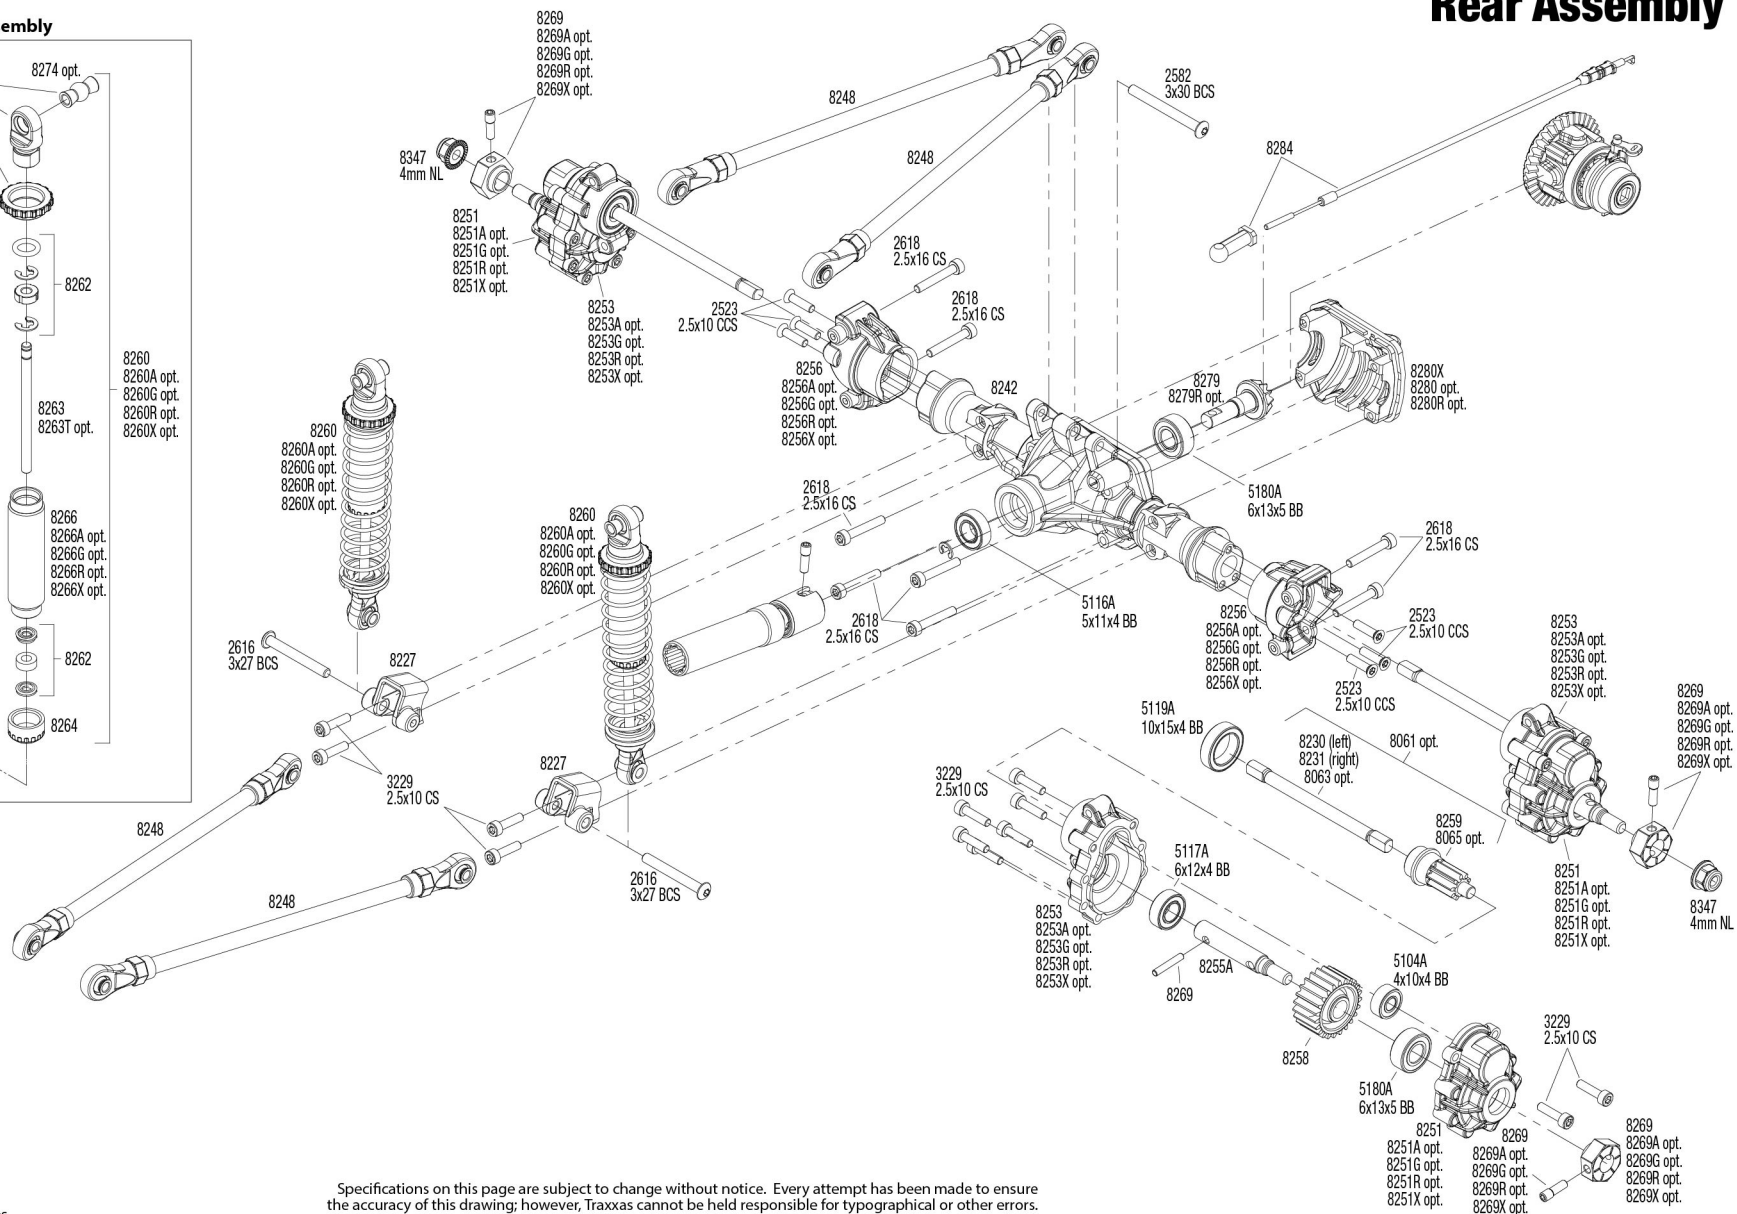 Rear Assembly
embly
8274 opt.
8262
8263
8263T opt.
8260
8260A opt.
8260G opt.
8260R opt.
8260X opt.
8266
8266A opt.
8266G opt.
8266R opt.
8266X opt.
8262
8264
8269
8269A opt.
8269G opt.
8269R opt.
8269X opt.
8347
4mm NL
8251
8251A opt.
8251G opt.
8251R opt.
8251X opt.
8253
8253A opt.
8253G opt.
8253R opt.
8253X opt.
8248
8248
2582
3x30 BCS
8284
2618
2.5x16 CS
2618
2.5x16 CS
2523
2.5x10 CCS
8256
8256A opt.
8256G opt.
8256R opt.
8256X opt.
8242
8279
8279R opt.
8280X
8280 opt.
8280R opt.
5180A
6x13x5 BB
8260
8260A opt.
8260G opt.
8260R opt.
8260X opt.
8260
8260A opt.
8260G opt.
8260R opt.
8260X opt.
2618
2.5x16 CS
2618
2.5x16 CS
5116A
5x11x4 BB
2618
2.5x16 CS
8256
8256A opt.
8256G opt.
8256R opt.
8256X opt.
2523
2.5x10 CCS
2523
2.5x10 CCS
8253
8253A opt.
8253G opt.
8253R opt.
8253X opt.
8269
8269A opt.
8269G opt.
8269R opt.
8269X opt.
2616
3x27 BCS
8227
3229
2.5x10 CS
8227
2616
3x27 BCS
8248
8248
5119A
10x15x4 BB
8230 (left)
8231 (right)
8063 opt.
8061 opt.
8259
8065 opt.
3229
2.5x10 CS
5117A
6x12x4 BB
8253
8253A opt.
8253G opt.
8253R opt.
8253X opt.
8255A
8269
8251
8251A opt.
8251G opt.
8251R opt.
8251X opt.
8347
4mm NL
5104A
4x10x4 BB
8258
5180A
6x13x5 BB
3229
2.5x10 CS
8251
8251A opt.
8251G opt.
8251R opt.
8251X opt.
8269
8269A opt.
8269G opt.
8269R opt.
8269X opt.
8269
8269A opt.
8269G opt.
8269R opt.
8269X opt.
Specifications on this page are subject to change without notice. Every attempt has been made to ensure
the accuracy of this drawing; however, Traxxas cannot be held responsible for typographical or other errors.